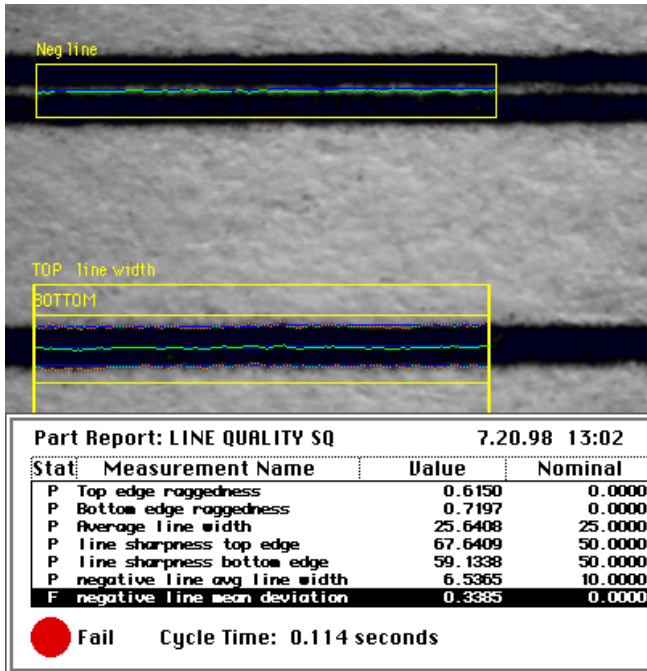 Neg line
TOP line width
BOTTOM
Part Report: LINE QUALITY SQ 7.20.98 13:02
Stat Measurement Name Value Nominal
P Top edge raggedness 0.6150 0.0000
P Bottom edge raggedness 0.7197 0.0000
P Average line width 25.6408 25.0000
P line sharpness top edge 67.6409 50.0000
P line sharpness bottom edge 59.1338 50.0000
P negative line avg line width 6.5365 10.0000
F negative line mean deviation 0.3385 0.0000
Fail Cycle Time: 0.114 seconds